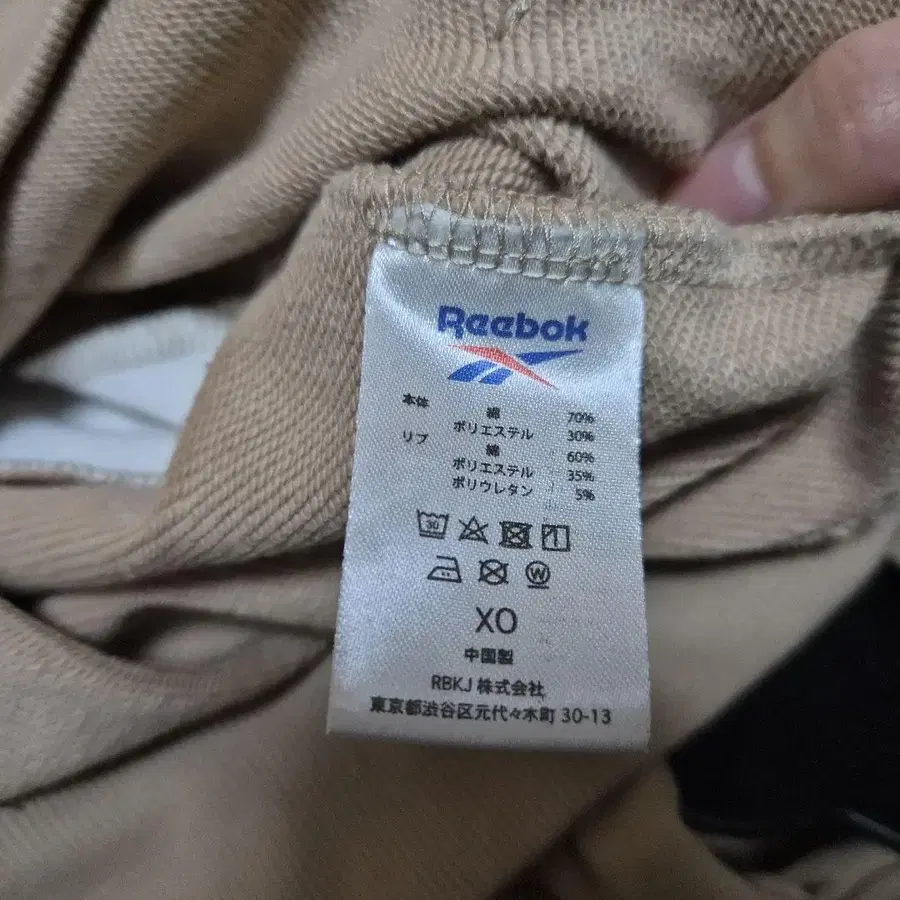 Reebok
本体 綿 70%
ポリエステル 30%
リブ 綿 60%
ポリエステル 35%
ポリウレタン 5%
30
W
XO
中国製
RBKJ 株式会社
東京都渋谷区元代々木町 30-13